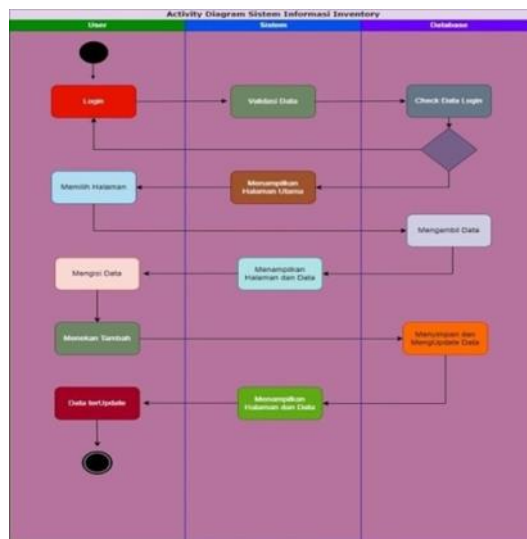 Activity Diagram Sistem Informasi Inventory
User
Sistem
Database
Login
Validasi Data
Check Data Login
Memilih Halaman
Menampilkan
Halaman Utama
Mengambil Data
Mengisi Data
Menampilkan
Halaman dan Data
Menekan Tambah
Menyimpan dan
MengUpdate Data
Data terUpdate
Menampilkan
Halaman dan Data